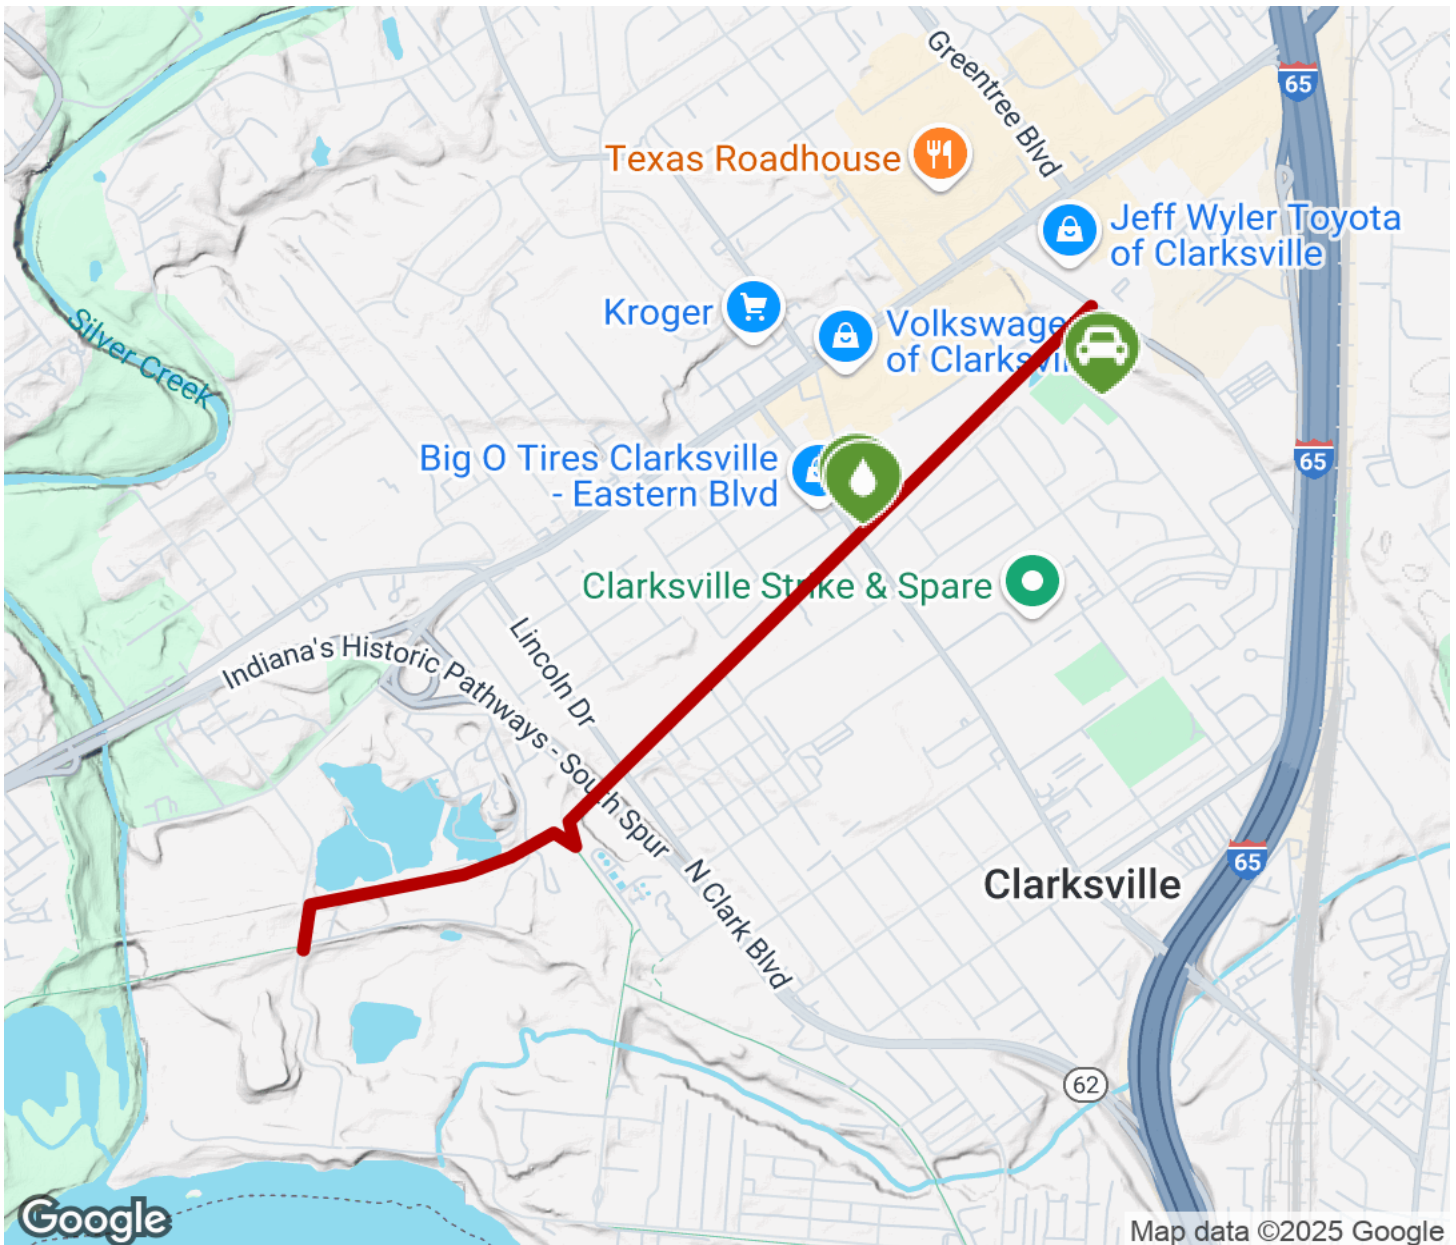 Greentree Blvd
65
Texas Roadhouse
Jeff Wyler Toyota
of Clarksville
Kroger
Volkswage
of Clarksvi
Silver Creek
Big O Tires Clarksville
- Eastern Blvd
65
Clarksville Strike & Spare
Indiana's Historic Pathways - South Spur
Lincoln Dr
65
Clarksville
N Clark Blvd
62
Google
Map data ©2025 Google